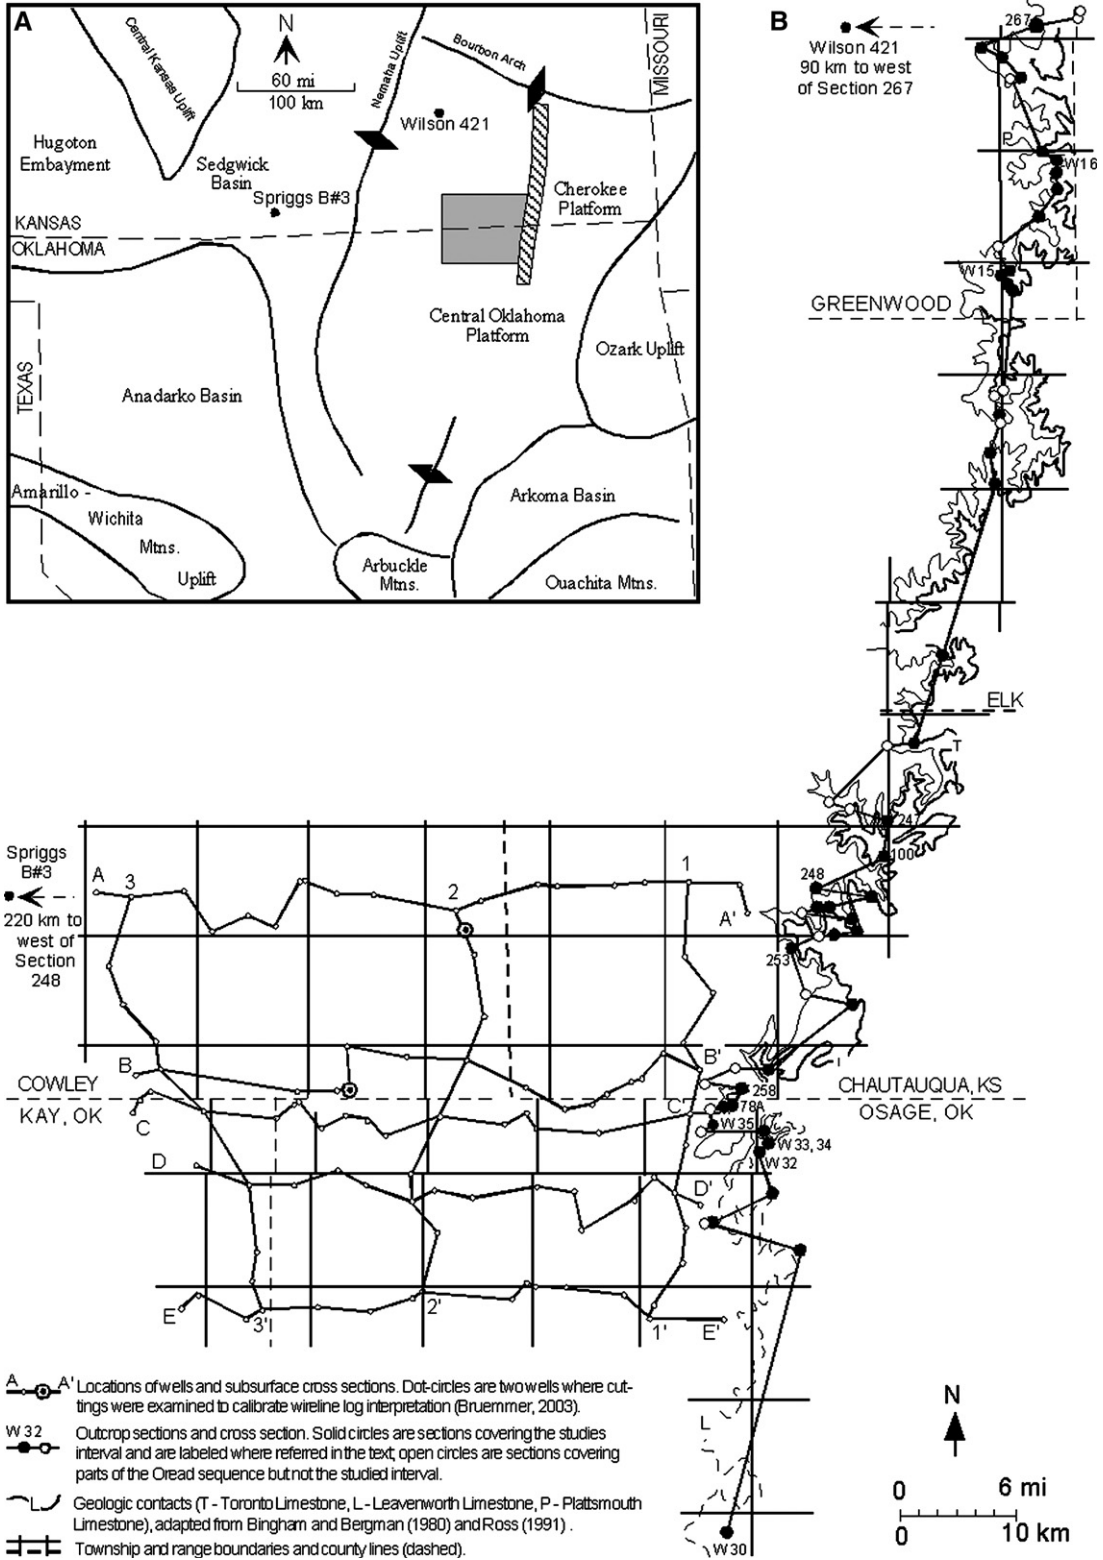 A
N
60 mi
100 km
Central Kansas Uplift
Nemaha Uplift
Bourbon Arch
MISSOURI
Wilson 421
Hugoton
Embayment
Sedgwick
Basin
Spriggs B#3
Cherokee
Platform
KANSAS
OKLAHOMA
Central Oklahoma
Platform
Ozark Uplift
TEXAS
Anadarko Basin
Amarillo -
Wichita
Mtns.
Uplift
Arkoma Basin
Arbuckle
Mtns.
Ouachita Mtns.
B
Wilson 421
90 km to west
of Section 267
267
P
W16
W15
GREENWOOD
ELK
T
247
100
248
253
Spriggs
B#3
220 km to
west of
Section
248
A
3
2
1
A'
B
B'
258
COWLEY
CHAUTAUQUA, KS
KAY, OK
OSAGE, OK
C
C'
78A
W35
W33, 34
W32
D
D'
E
3'
2'
1'
E'
L
W30
A A' Locations of wells and subsurface cross sections. Dot-circles are two wells where cut-
tings were examined to calibrate wireline log interpretation (Bruemmer, 2003).
W 32 Outcrop sections and cross section. Solid circles are sections covering the studies
interval and are labeled where referred in the text; open circles are sections covering
parts of the Oread sequence but not the studied interval.
L Geologic contacts (T - Toronto Limestone, L - Leavenworth Limestone, P - Plattsmouth
Limestone), adapted from Bingham and Bergman (1980) and Ross (1991) .
Township and range boundaries and county lines (dashed).
N
0 6 mi
0 10 km